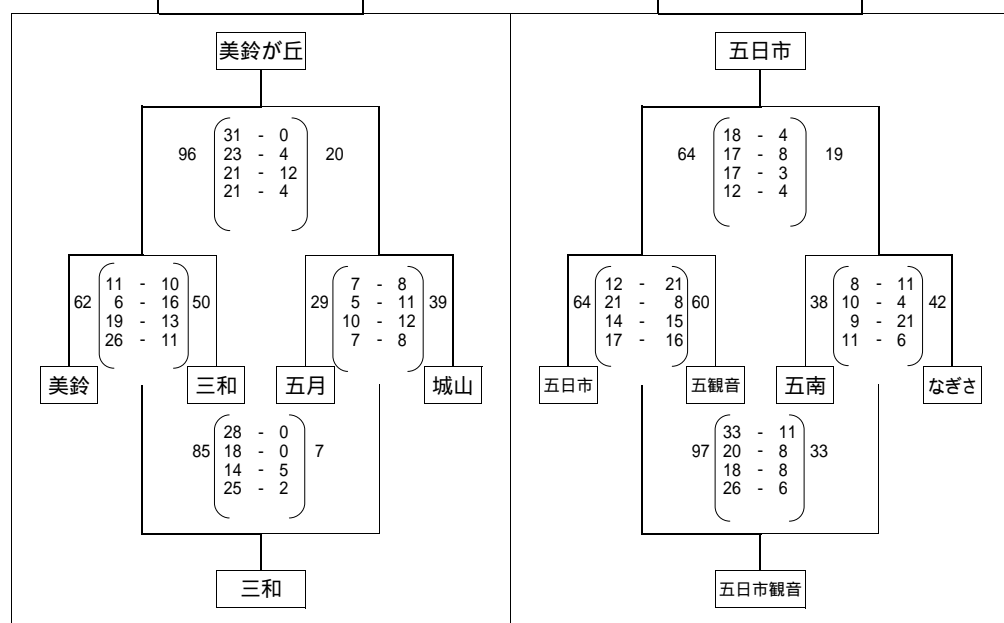 美鈴が丘
96 31 - 0 20
23 - 4
21 - 12
21 - 4
62 11 - 10 50
6 - 16
19 - 13
26 - 11
29 7 - 8 39
5 - 11
10 - 12
7 - 8
美鈴 三和 五月 城山
85 28 - 0 7
18 - 0
14 - 5
25 - 2
三和
五日市
64 18 - 4 19
17 - 8
17 - 3
12 - 4
64 12 - 21 60
21 8
14 - 15
17 - 16
38 8 - 11 42
10 - 4
9 - 21
11 - 6
五日市 五観音 五南 なぎさ
97 33 - 11 33
20 - 8
18 - 8
26 - 6
五日市観音